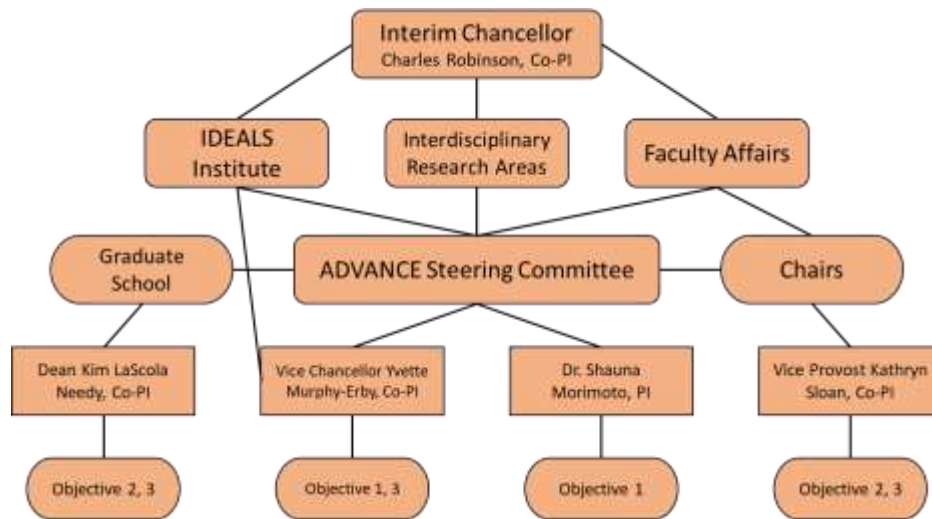 Interim Chancellor
Charles Robinson, Co-PI
IDEALS
Institute
Interdisciplinary
Research Areas
Faculty Affairs
Graduate
School
ADVANCE Steering Committee
Chairs
Dean Kim LaScola
Needy, Co-PI
Vice Chancellor Yvette
Murphy-Erby, Co-PI
Dr. Shauna
Morimoto, PI
Vice Provost Kathryn
Sloan, Co-PI
Objective 2, 3
Objective 1, 3
Objective 1
Objective 2, 3